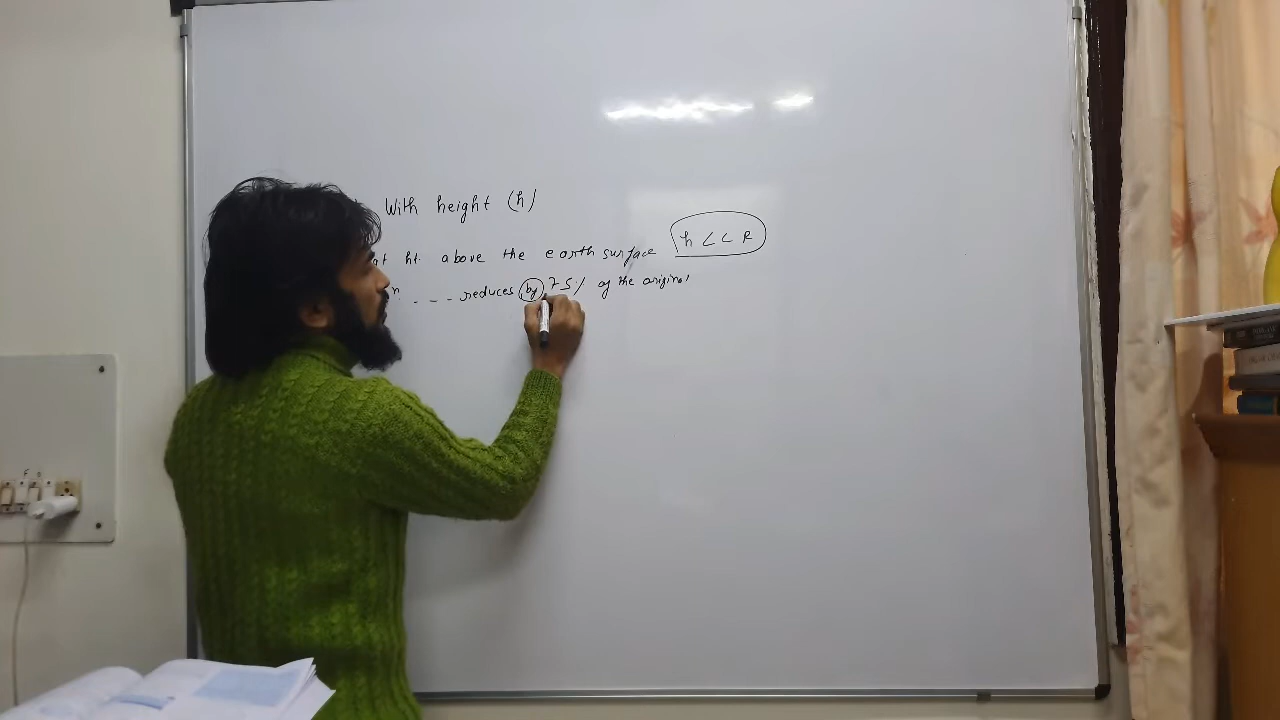 With height (h)
at ht. above the earth surface h << R
n. - - - reduces by 75% of the original